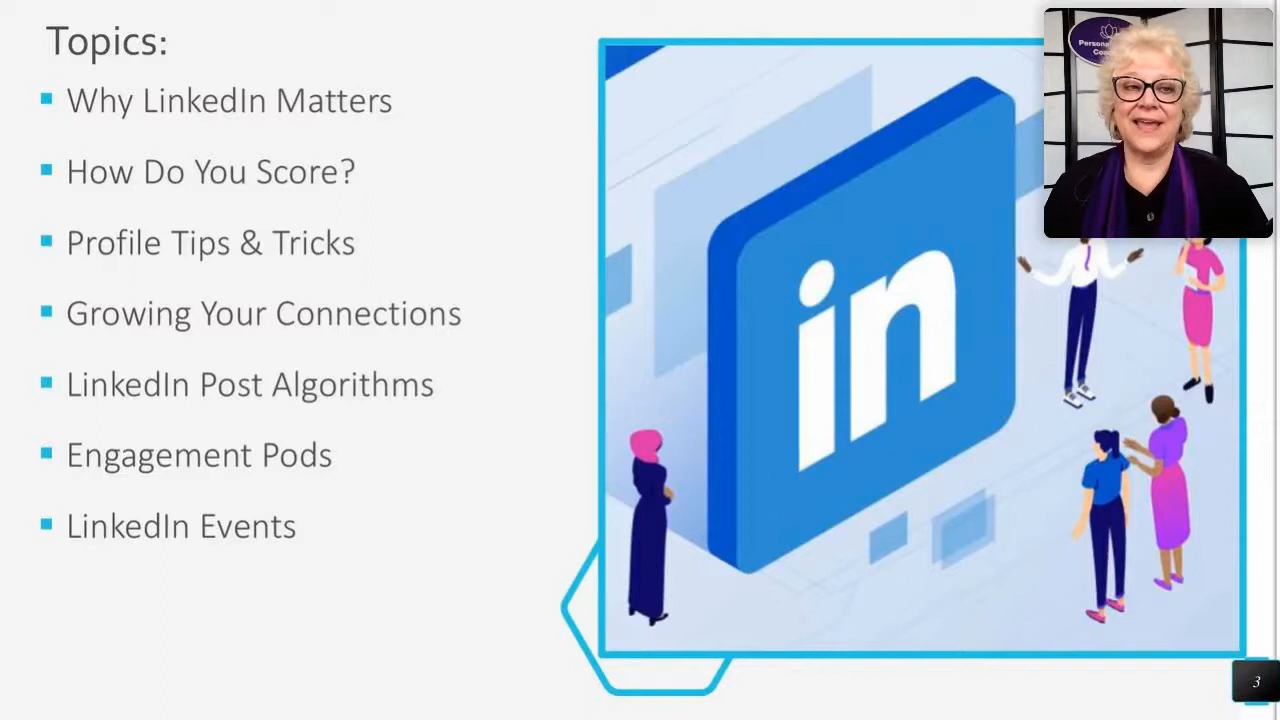 Topics:
Why LinkedIn Matters
How Do You Score?
Profile Tips & Tricks
Growing Your Connections
LinkedIn Post Algorithms
Engagement Pods
LinkedIn Events
in
3